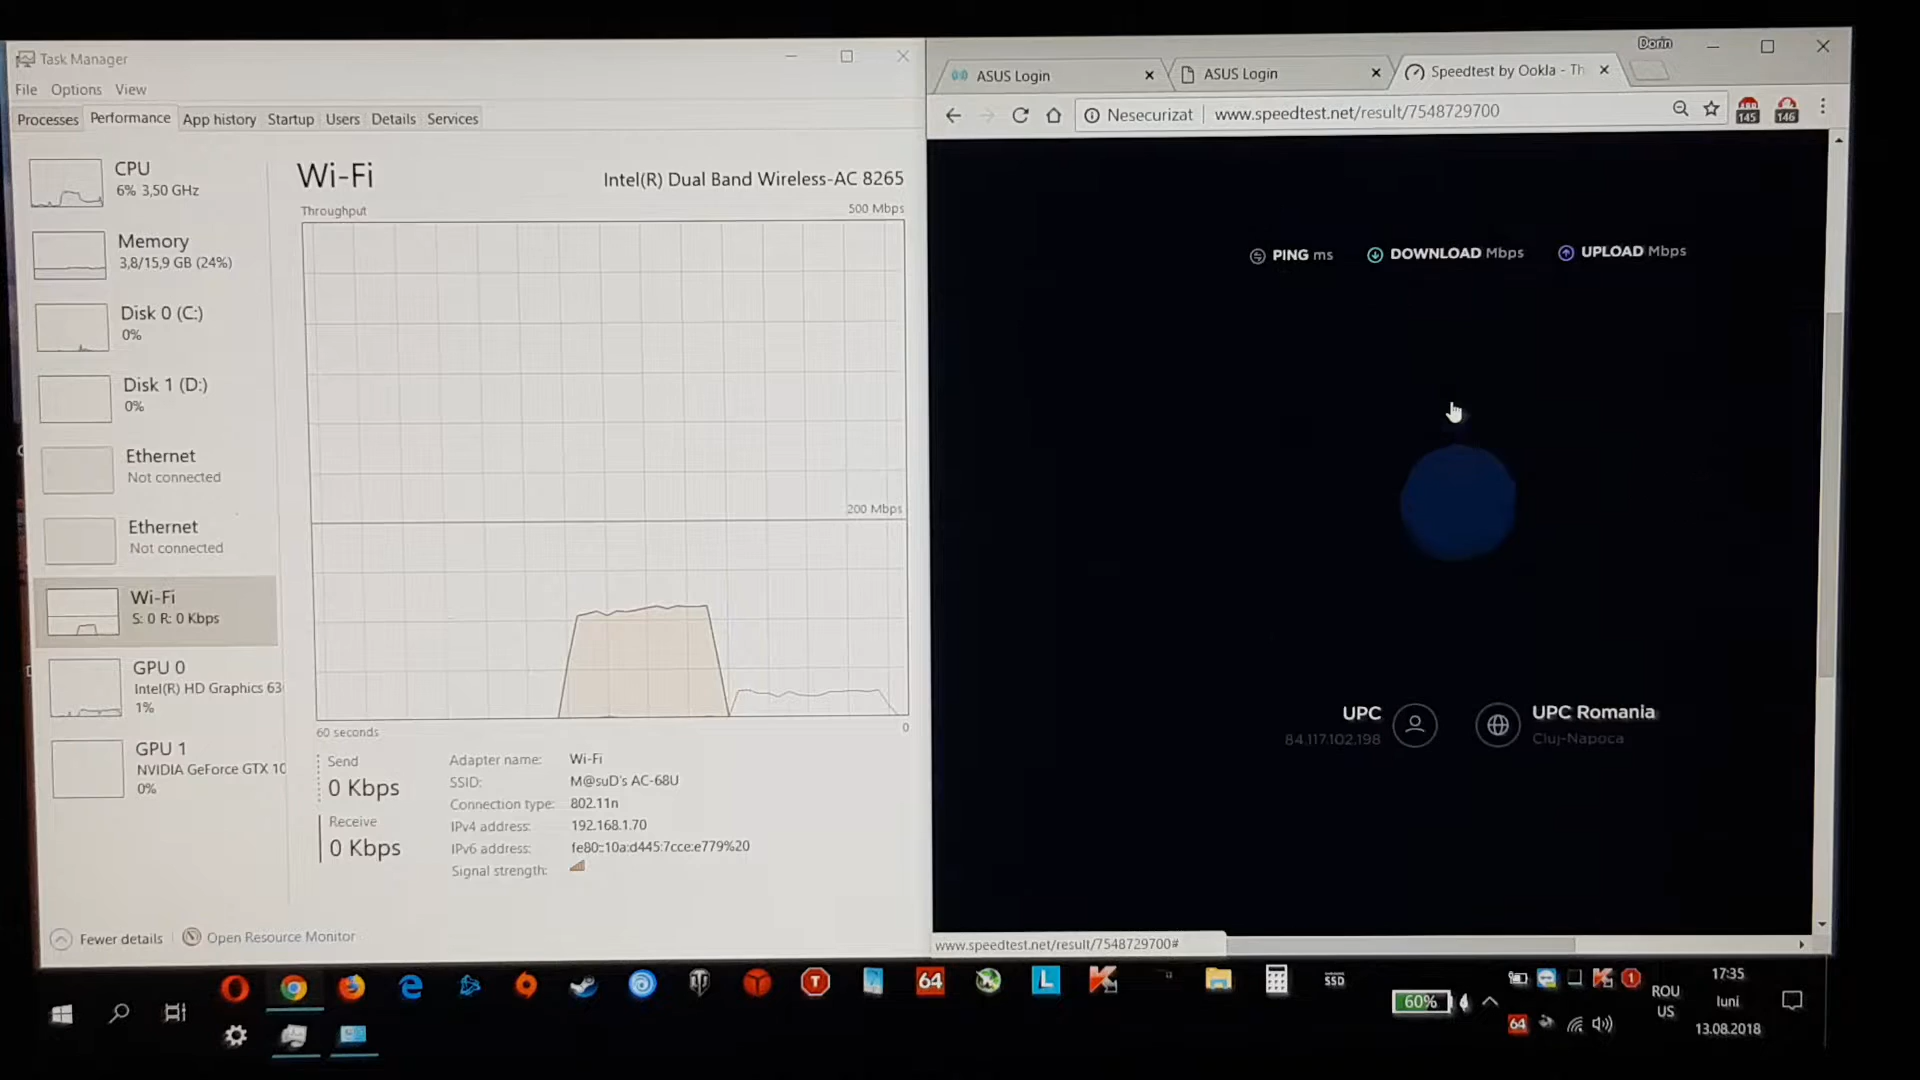 Task Manager
File Options View
Processes Performance App history Startup Users Details Services
CPU
6% 3,50 GHz
Memory
3,8/15,9 GB (24%)
Disk 0 (C:)
0%
Disk 1 (D:)
0%
Ethernet
Not connected
Ethernet
Not connected
Wi-Fi
S: 0 R: 0 Kbps
GPU 0
Intel(R) HD Graphics 63
1%
GPU 1
NVIDIA GeForce GTX 10
0%
Wi-Fi
Intel(R) Dual Band Wireless-AC 8265
Throughput
500 Mbps
200 Mbps
60 seconds
0
Send
0 Kbps
Receive
0 Kbps
Adapter name: Wi-Fi
SSID: M@suD's AC-68U
Connection type: 802.11n
IPv4 address: 192.168.1.70
IPv6 address: fe80::10a:d445:7cce:e779%20
Signal strength:
Fewer details
Open Resource Monitor
Dorin
ASUS Login
ASUS Login
Speedtest by Ookla - Th
Nesecurizat www.speedtest.net/result/7548729700
145
146
PING ms
DOWNLOAD Mbps
UPLOAD Mbps
UPC
84.117.102.198
UPC Romania
Cluj-Napoca
www.speedtest.net/result/7548729700#
64
L
SSD
60%
64
1
ROU
US
17:35
luni
13.08.2018